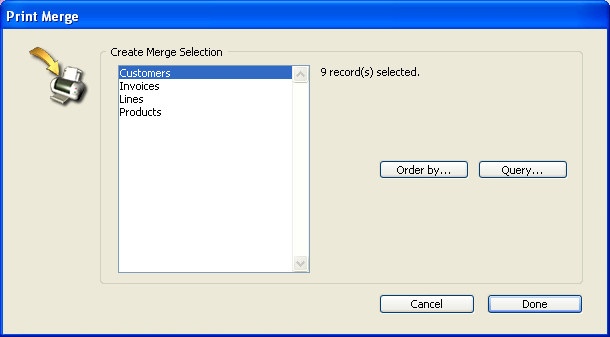 Print Merge
Create Merge Selection
Customers
9 record(s) selected.
Invoices
Lines
Products
Order by...
Query...
Cancel
Done